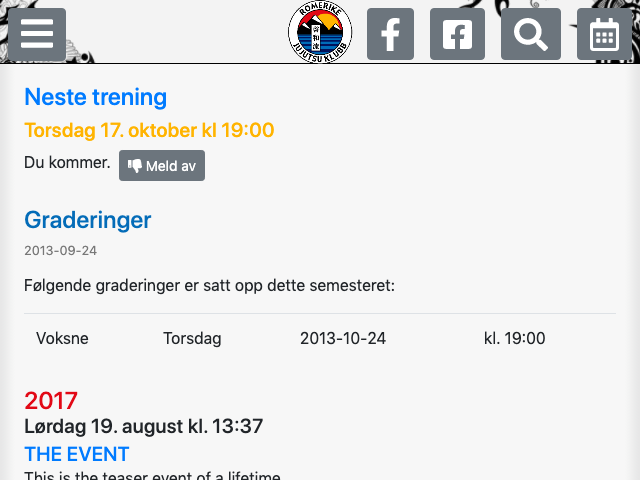 ROMERIKE
JUJUTSU KLUBB
Neste trening
Torsdag 17. oktober kl 19:00
Du kommer. Meld av
Graderinger
2013-09-24
Følgende graderinger er satt opp dette semesteret:
Voksne Torsdag 2013-10-24 kl. 19:00
2017
Lørdag 19. august kl. 13:37
THE EVENT
This is the teaser event of a lifetime